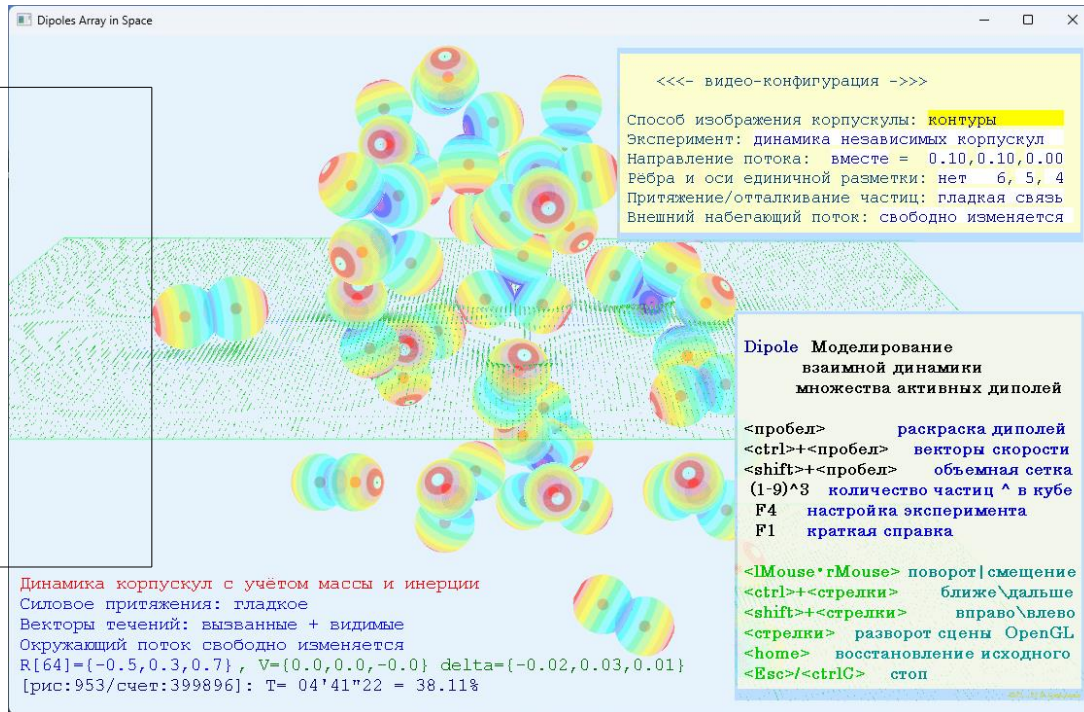 Dipoles Array in Space
<<<- видео-конфигурация ->>>
Способ изображения корпускулы: контуры
Эксперимент: динамика независимых корпускул
Направление потока: вместе = 0.10,0.10,0.00
Рёбра и оси единичной разметки: нет 6, 5, 4
Притяжение/отталкивание частиц: гладкая связь
Внешний набегающий поток: свободно изменяется
Dipole Моделирование
взаимной динамики
множества активных диполей
<пробел> раскраска диполей
<ctrl>+<пробел> векторы скорости
<shift>+<пробел> объемная сетка
(1-9)^3 количество частиц ^ в кубе
F4 настройка эксперимента
F1 краткая справка
<lMouse*rMouse> поворот|смещение
<ctrl>+<стрелки> ближе\дальше
<shift>+<стрелки> вправо\влево
<стрелки> разворот сцены OpenGL
<home> восстановление исходного
<Esc>/<ctrlC> стоп
Динамика корпускул с учётом массы и инерции
Силовое притяжения: гладкое
Векторы течений: вызванные + видимые
Окружающий поток свободно изменяется
R[64]={-0.5,0.3,0.7}, V={0.0,0.0,-0.0} delta={-0.02,0.03,0.01}
[рис:953/счет:399896]: T= 04'41"22 = 38.11%